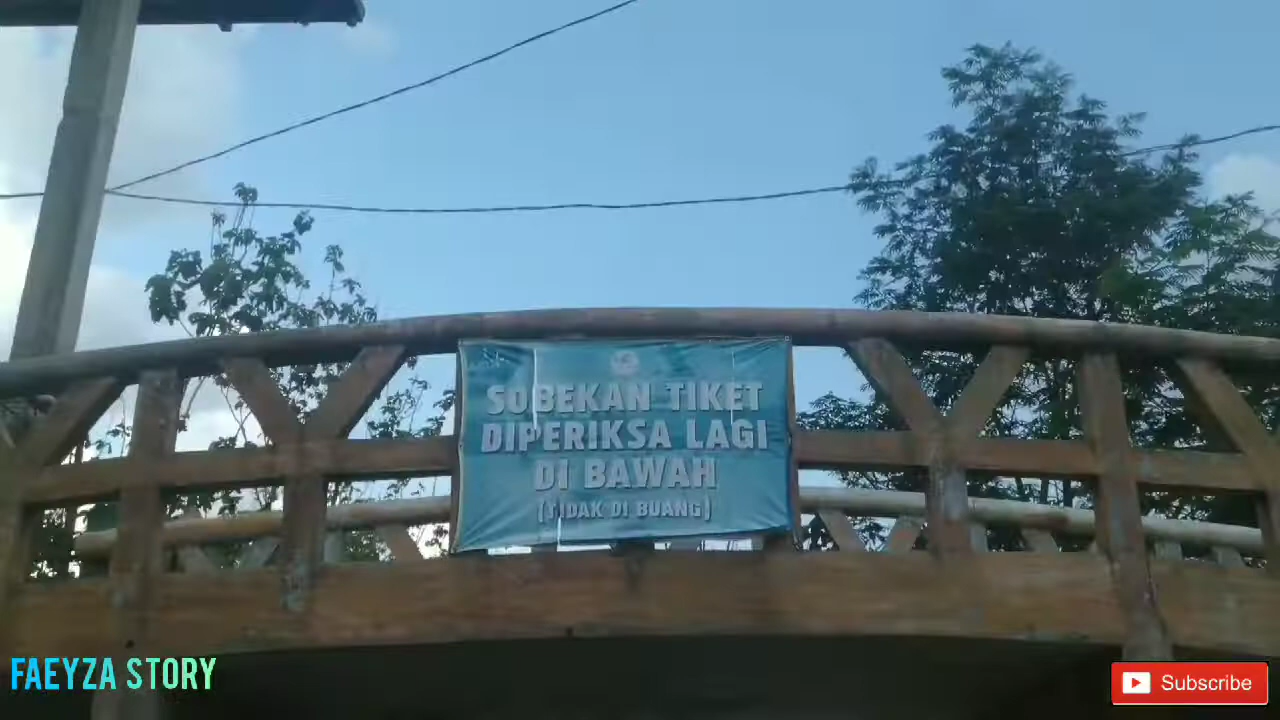 SOBEKAN TIKET
DIPERIKSA LAGI
DI BAWAH
(TIDAK DI BUANG)
FAEYZA STORY
Subscribe